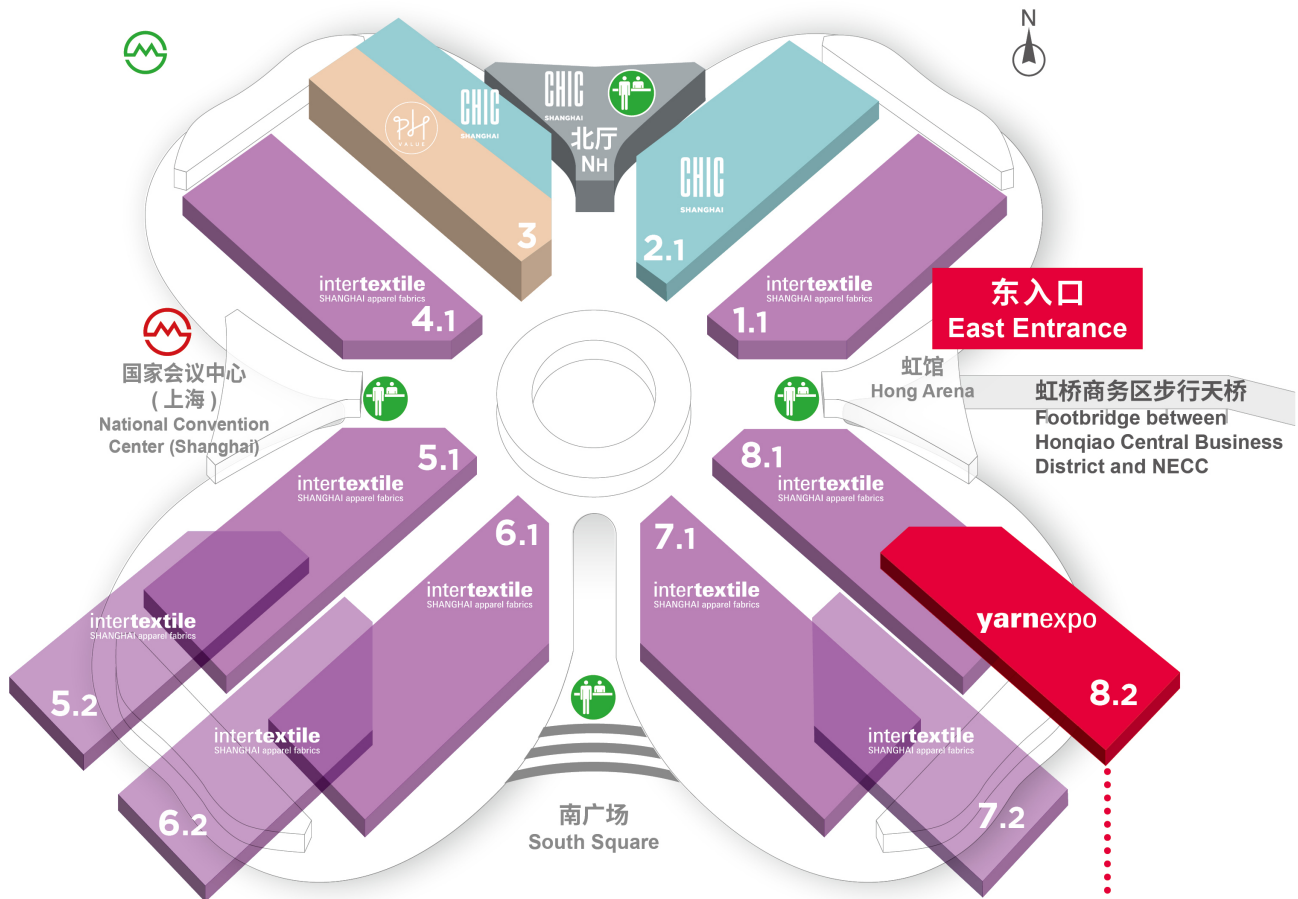 N
CHIC
SHANGHAI
CHIC
SHANGHAI
PH
VALUE
北厅
NH
CHIC
SHANGHAI
3
2.1
intertextile
SHANGHAI apparel fabrics
4.1
intertextile
SHANGHAI apparel fabrics
1.1
东入口
East Entrance
国家会议中心
( 上海 )
National Convention
Center (Shanghai)
虹馆
Hong Arena
虹桥商务区步行天桥
Footbridge between
Honqiao Central Business
District and NECC
5.1
intertextile
SHANGHAI apparel fabrics
8.1
intertextile
SHANGHAI apparel fabrics
6.1
intertextile
SHANGHAI apparel fabrics
7.1
intertextile
SHANGHAI apparel fabrics
intertextile
SHANGHAI apparel fabrics
5.2
yarnexpo
8.2
intertextile
SHANGHAI apparel fabrics
6.2
intertextile
SHANGHAI apparel fabrics
7.2
南广场
South Square